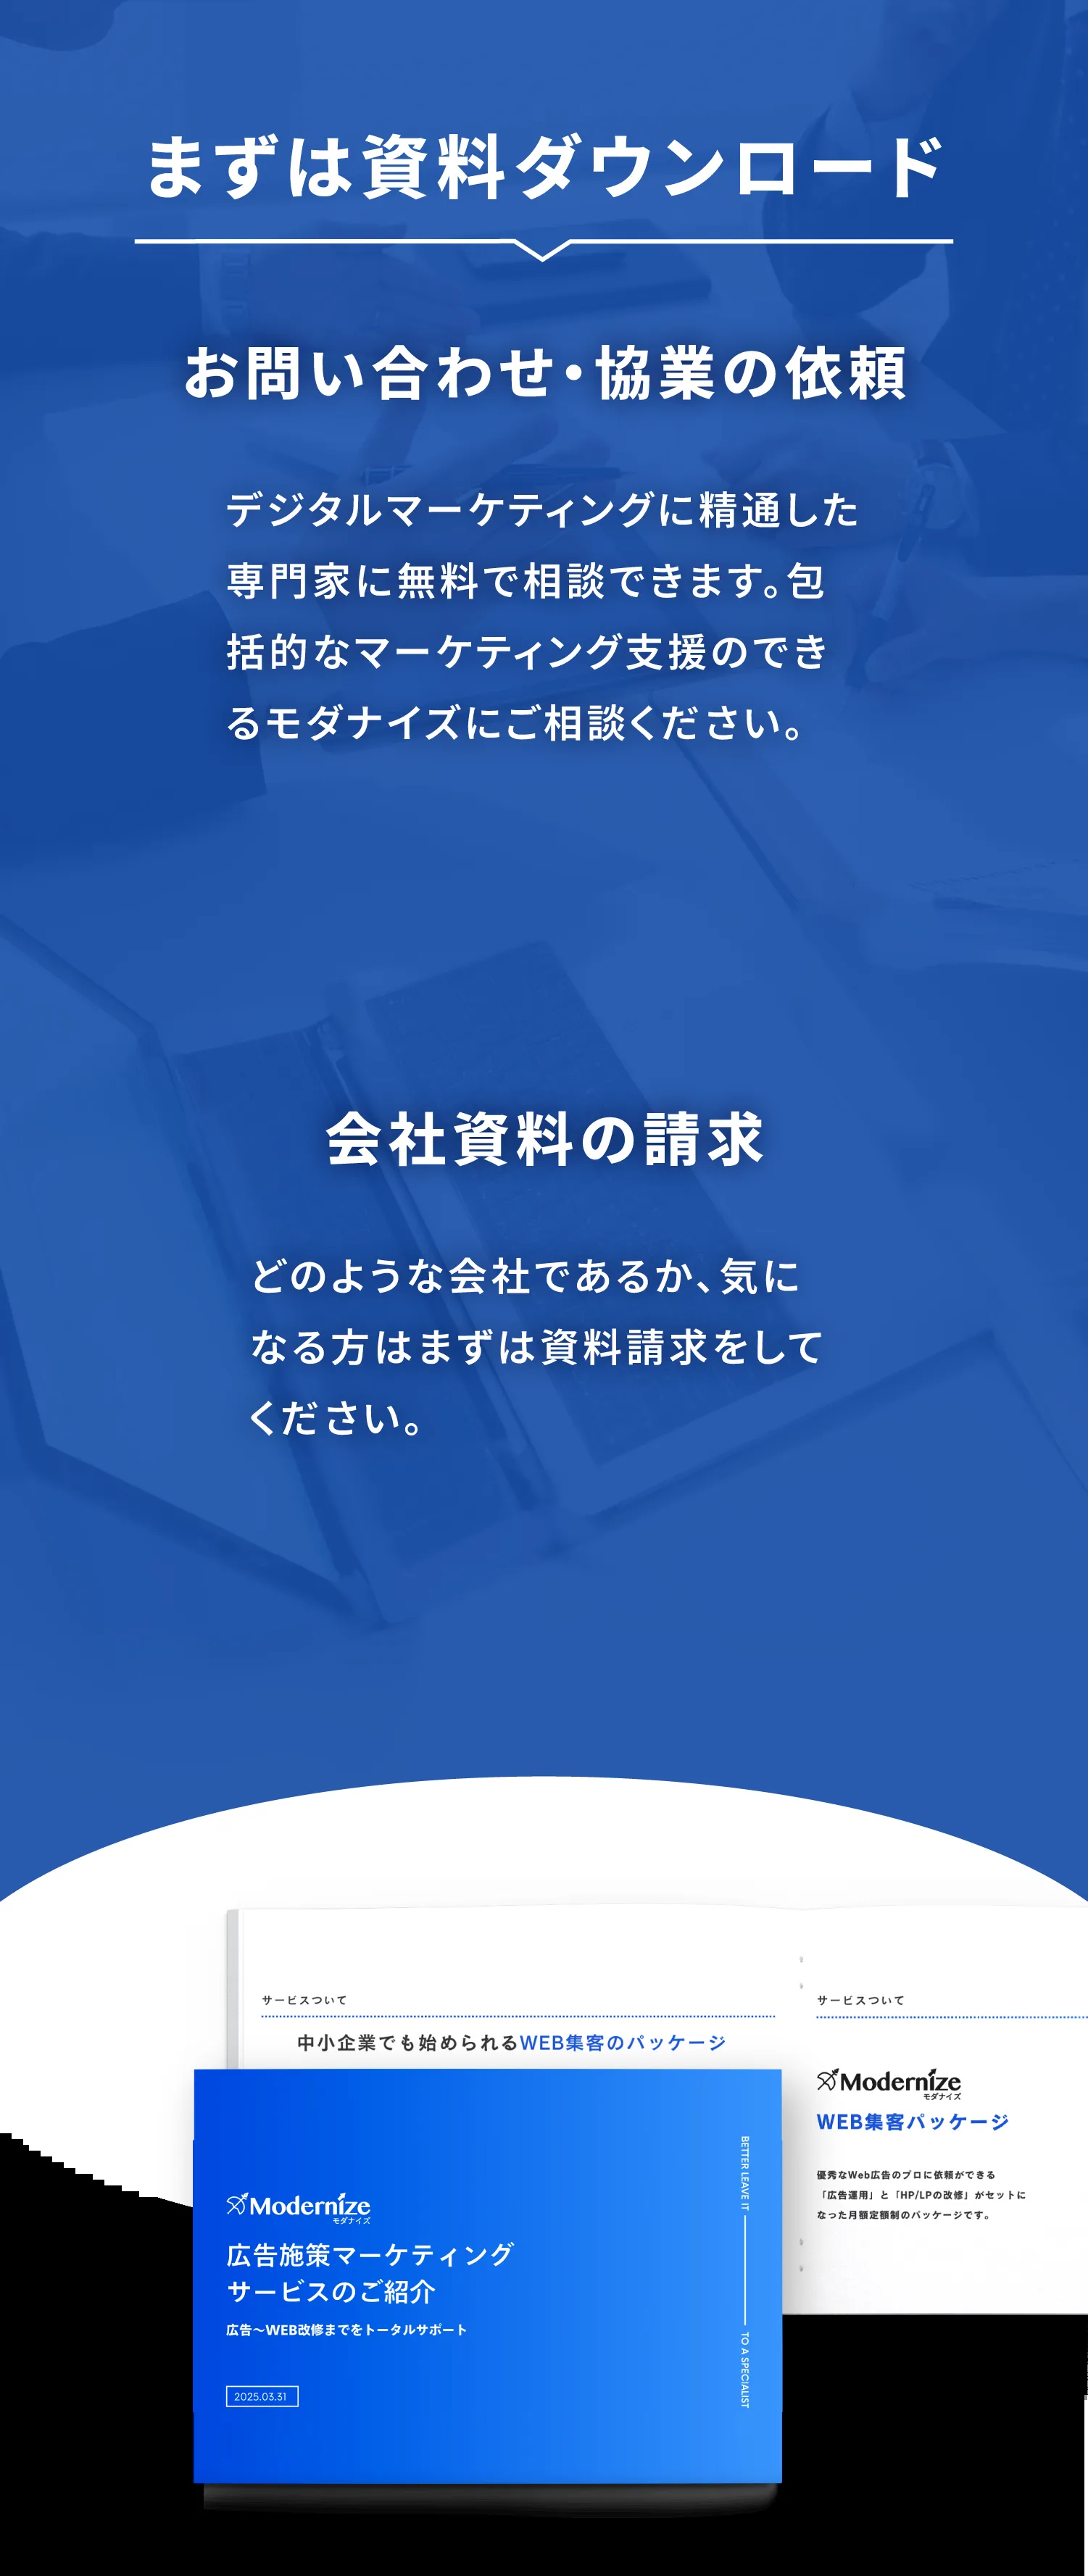 まずは資料ダウンロード
お問い合わせ・協業の依頼
デジタルマーケティングに精通した
専門家に無料で相談できます。包
括的なマーケティング支援のでき
るモダナイズにご相談ください。
会社資料の請求
どのような会社であるか、気に
なる方はまずは資料請求をして
ください。
サービスついて
中小企業でも始められるWEB集客のパッケージ
サービスついて
Modernize
モダナイズ
WEB集客パッケージ
優秀なWeb広告のプロに依頼ができる
「広告運用」と「HP/LPの改修」がセットに
なった月額定額制のパッケージです。
Modernize
モダナイズ
広告施策マーケティング
サービスのご紹介
広告〜WEB改修までをトータルサポート
2025.03.31
BETTER LEAVE IT
TO A SPECIALIST